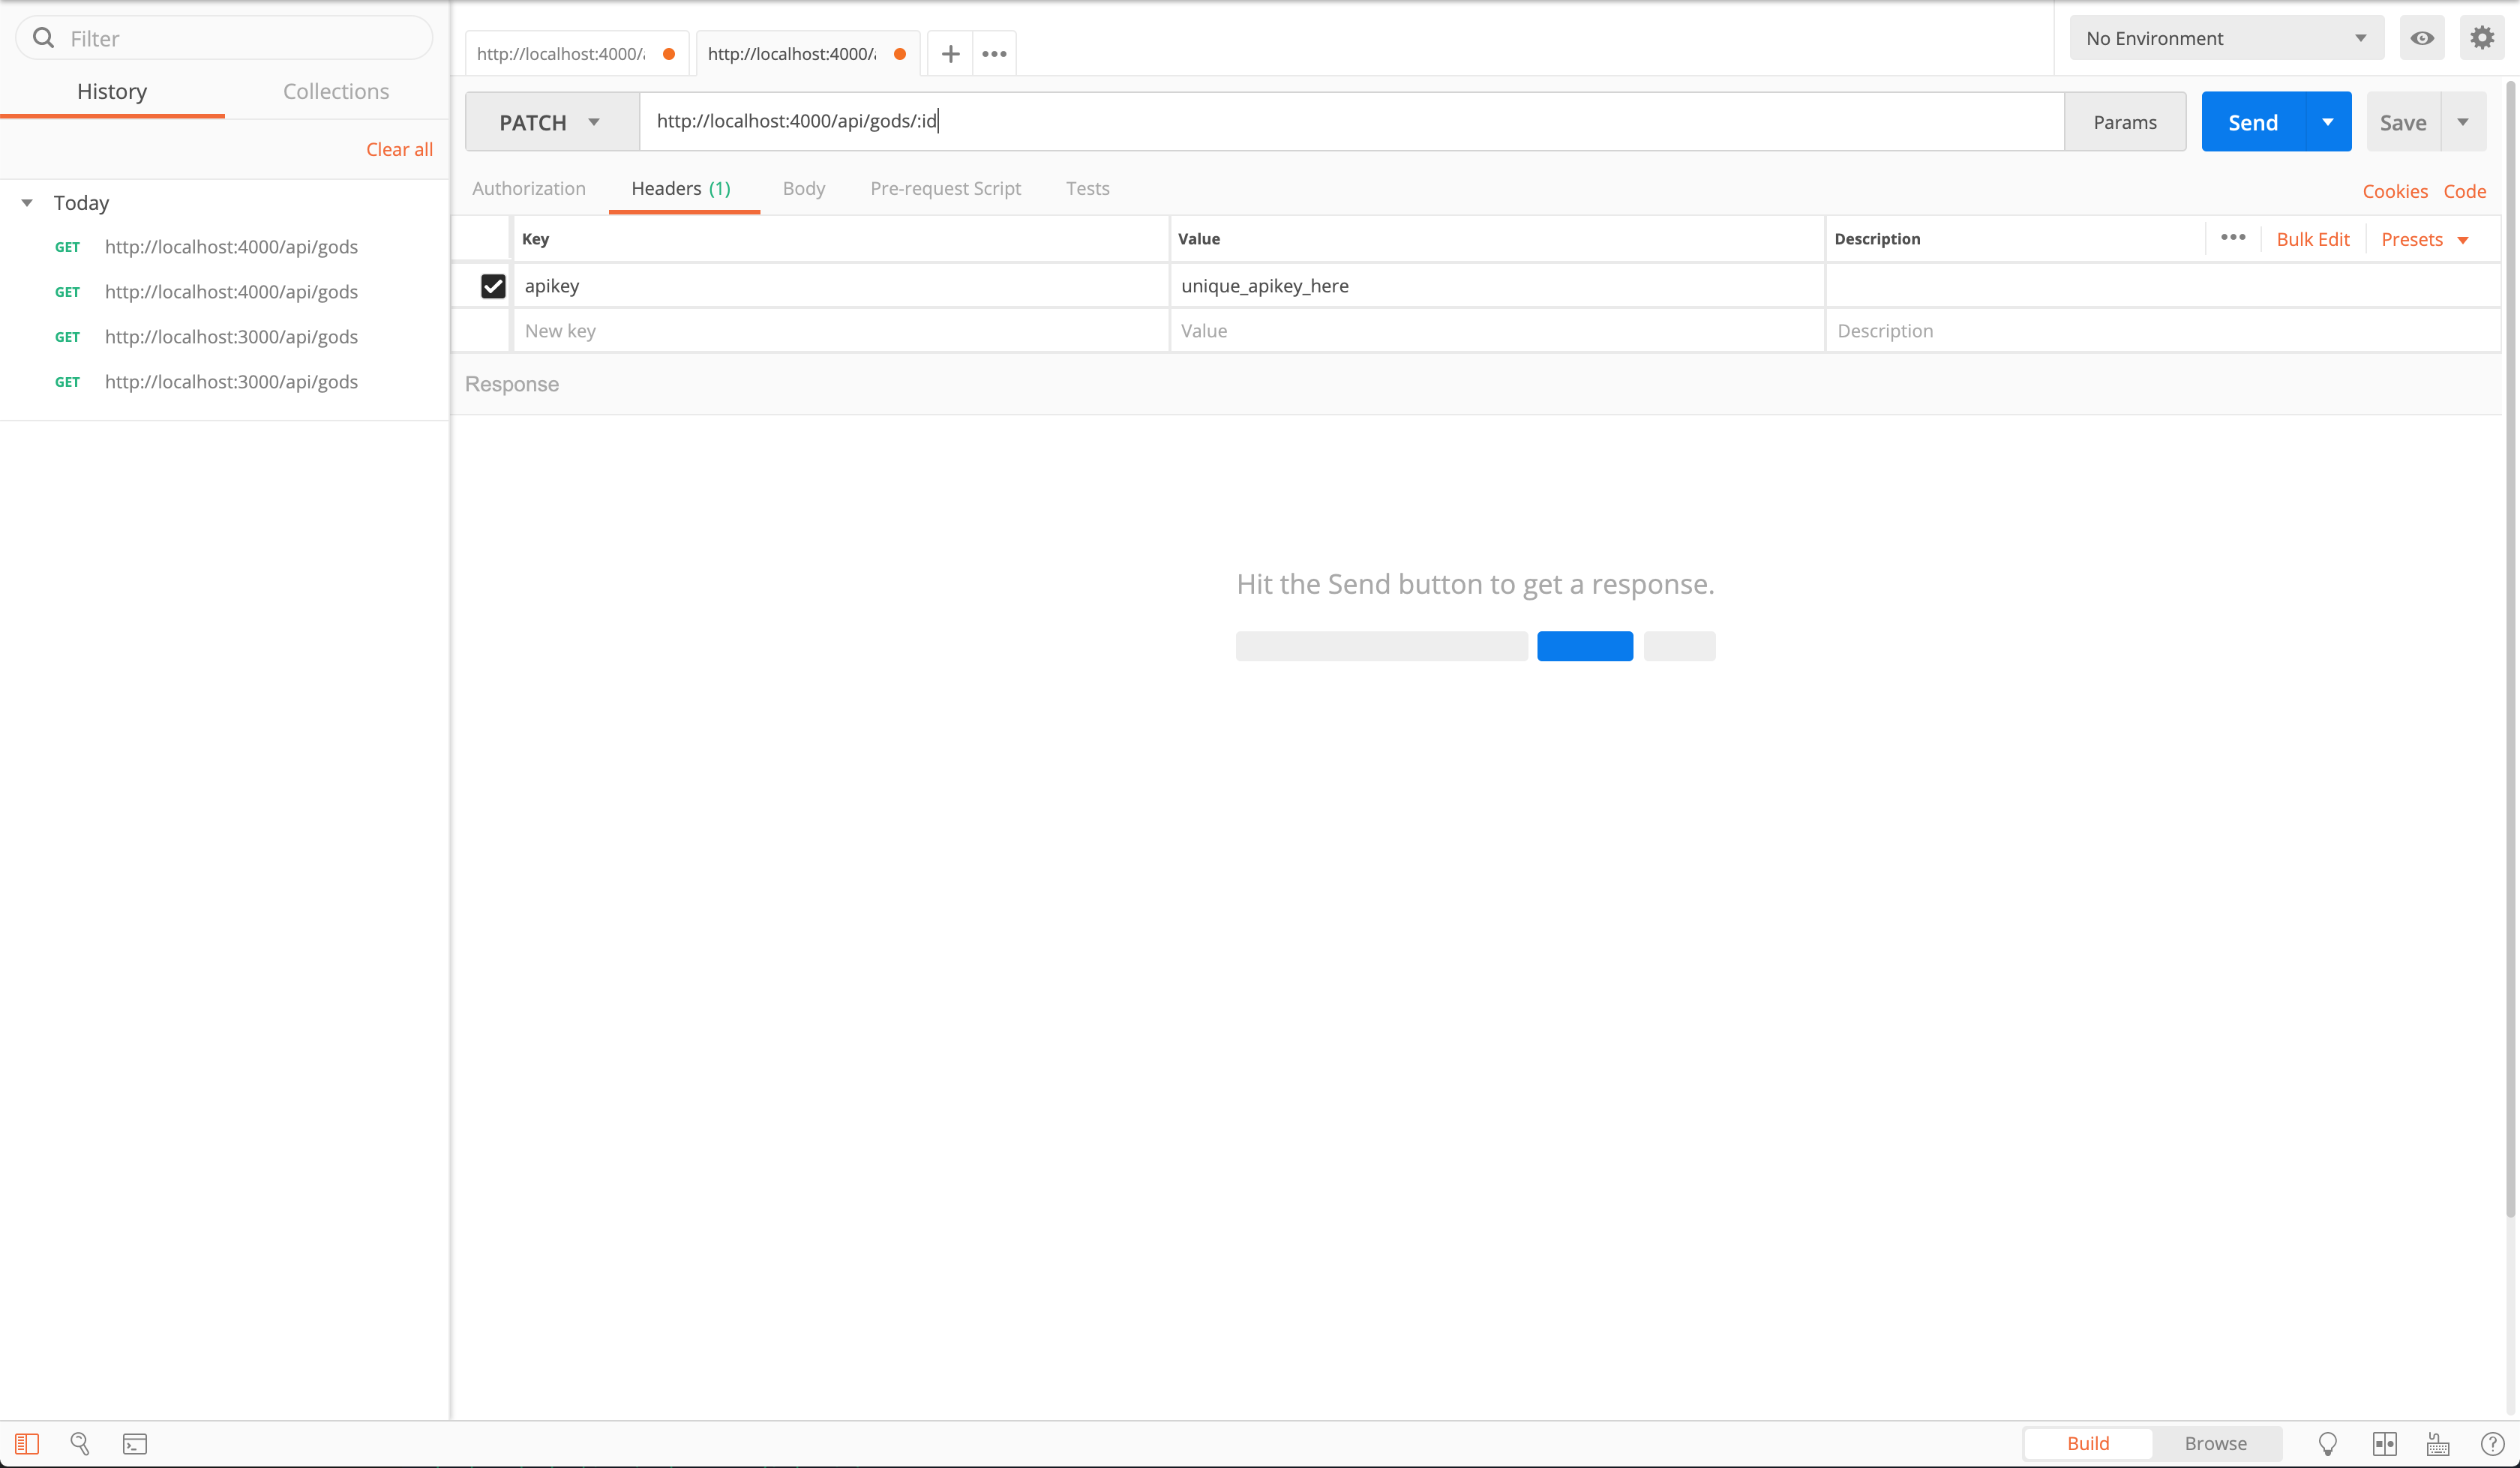 Filter
History
Collections
Clear all
Today
GET http://localhost:4000/api/gods
GET http://localhost:4000/api/gods
GET http://localhost:3000/api/gods
GET http://localhost:3000/api/gods
http://localhost:4000/
http://localhost:4000/
No Environment
PATCH
http://localhost:4000/api/gods/:id
Params
Send
Save
Authorization
Headers (1)
Body
Pre-request Script
Tests
Cookies
Code
Key
Value
Description
Bulk Edit
Presets
apikey
unique_apikey_here
New key
Value
Description
Response
Hit the Send button to get a response.
Build
Browse